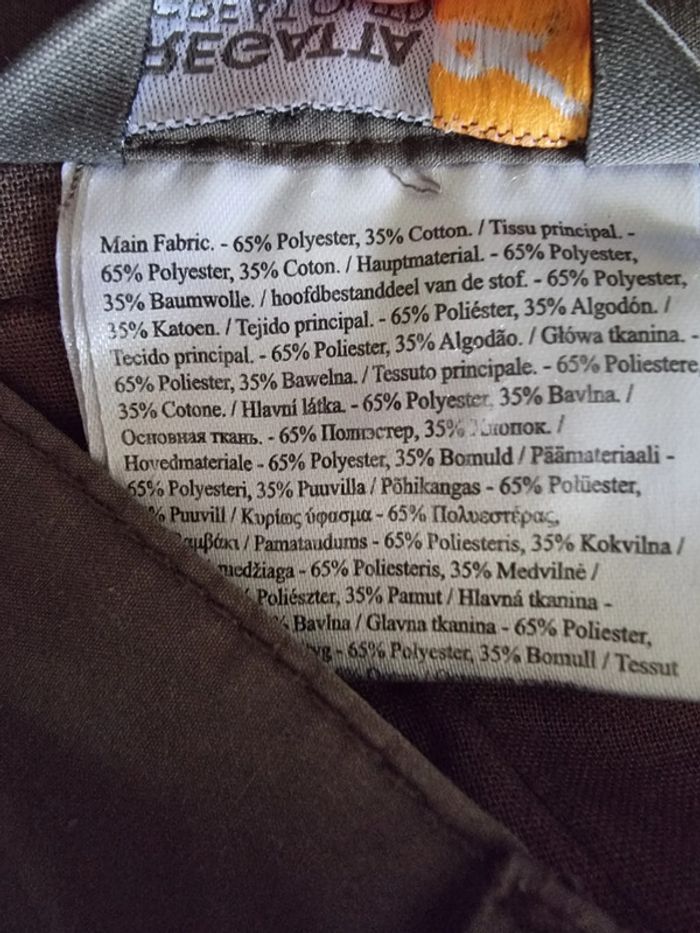 REGATTA
Main Fabric. - 65% Polyester, 35% Cotton. / Tissu principal. -
65% Polyester, 35% Coton. / Hauptmaterial. - 65% Polyester,
35% Baumwolle. / hoofdbestanddeel van de stof. - 65% Polyester,
35% Katoen. / Tejido principal. - 65% Poliéster, 35% Algodón. /
Tecido principal. - 65% Poliester, 35% Algodão. / Główa tkanina. -
65% Poliester, 35% Bawelna. / Tessuto principale. - 65% Poliestere
35% Cotone. / Hlavní látka. - 65% Polyester, 35% Bavlna. /
Основная ткань. - 65% Полиэстер, 35% Хлопок. /
Hovedmateriale - 65% Polyester, 35% Bomuld / Päämateriaali -
65% Polyesteri, 35% Puuvilla / Põhikangas - 65% Polüester,
% Puuvill / Κυρίως ύφασμα - 65% Πολυεστέρας,
/ Pamataudums - 65% Poliesteris, 35% Kokvilna /
- 65% Poliesteris, 35% Medvilnė /
Poliészter, 35% Pamut / Hlavná tkanina -
% Bavlna / Glavna tkanina - 65% Poliester,
- 65% Polyester, 35% Bomull / Tessut